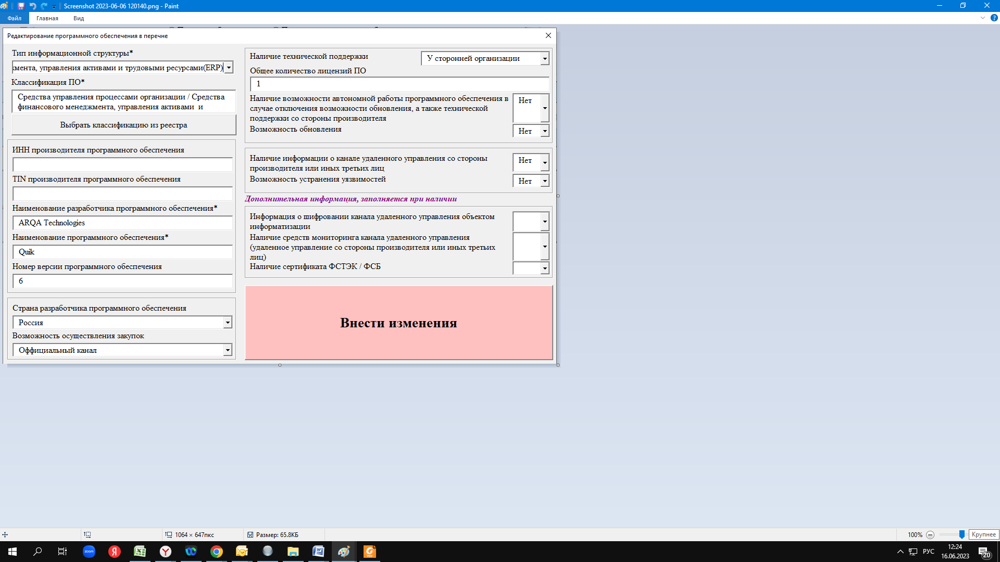 Screenshot 2023-06-06 120140.png - Paint
Файл Главная Вид
Редактирование программного обеспечения в перечне
Тип информационной структуры*
кмента, управления активами и трудовыми ресурсами(ERP)
Классификация ПО*
Средства управления процессами организации / Средства
финансового менеджмента, управления активами и
Выбрать классификацию из реестра
ИНН производителя программного обеспечения
TIN производителя программного обеспечения
Наименование разработчика программного обеспечения*
ARQA Technologies
Наименование программного обеспечения*
Quik
Номер версии программного обеспечения
6
Страна разработчика программного обеспечения
Россия
Возможность осуществления закупок
Оффициальный канал
Наличие технической поддержки
У сторонней организации
Общее количество лицензий ПО
1
Наличие возможности автономной работы программного обеспечения в
случае отключения возможности обновления, а также технической
поддержки со стороны производителя
Нет
Возможность обновления
Нет
Наличие информации о канале удаленного управления со стороны
производителя или иных третьих лиц
Нет
Возможность устранения уязвимостей
Нет
Дополнительная информация, заполняется при наличии
Информация о шифровании канала удаленного управления объектом
информатизации
Наличие средств мониторинга канала удаленного управления
(удаленное управление со стороны производителя или иных третьих
лиц)
Наличие сертификата ФСТЭК / ФСБ
Внести изменения
1064 × 647пкс
Размер: 65.8КБ
100%
Крупнее
zoom
РУС
12:24
16.06.2023
20